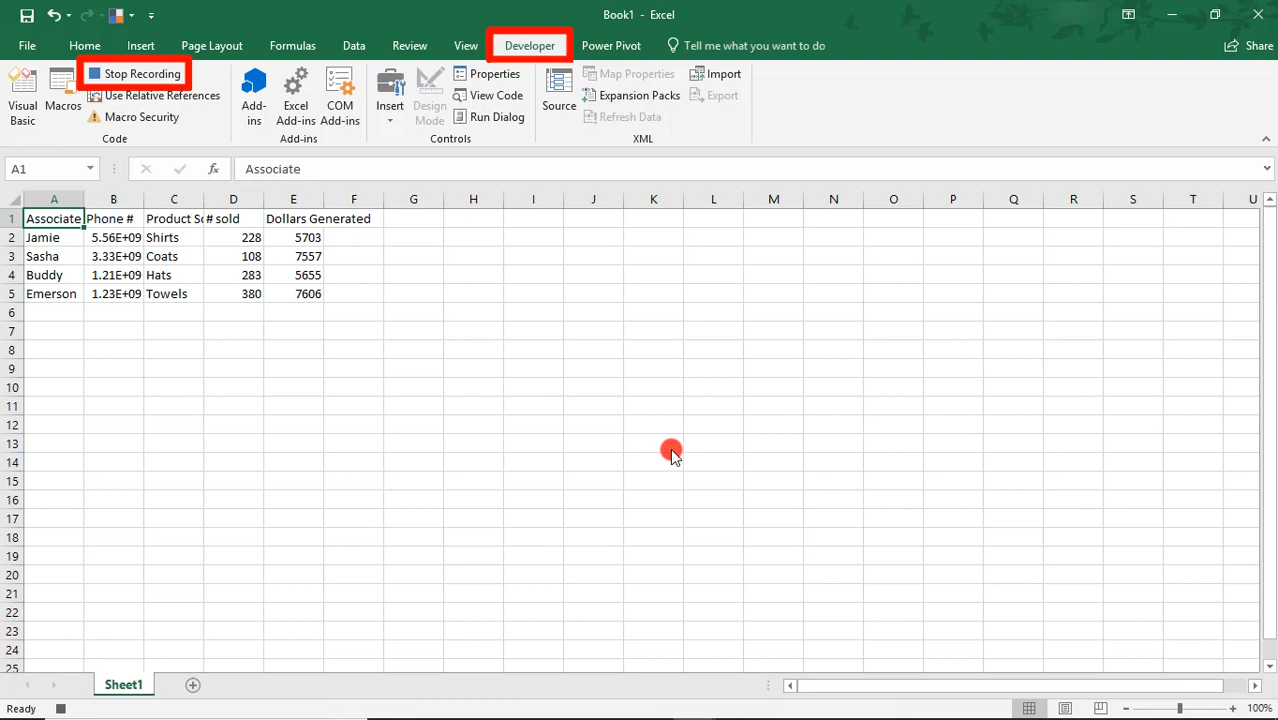 Book1 - Excel
File Home Insert Page Layout Formulas Data Review View Developer Power Pivot Tell me what you want to do Share
Visual Basic
Macros
Stop Recording
Use Relative References
Macro Security
Code
Add-ins
Excel Add-ins
COM Add-ins
Add-ins
Insert
Design Mode
Properties
View Code
Run Dialog
Controls
Source
Map Properties
Expansion Packs
Refresh Data
Import
Export
XML
A1 fx Associate
A B C D E F G H I J K L M N O P Q R S T U
1 Associate Phone # Product So # sold Dollars Generated
2 Jamie 5.56E+09 Shirts 228 5703
3 Sasha 3.33E+09 Coats 108 7557
4 Buddy 1.21E+09 Hats 283 5655
5 Emerson 1.23E+09 Towels 380 7606
6
7
8
9
10
11
12
13
14
15
16
17
18
19
20
21
22
23
24
25
Sheet1
Ready 100%